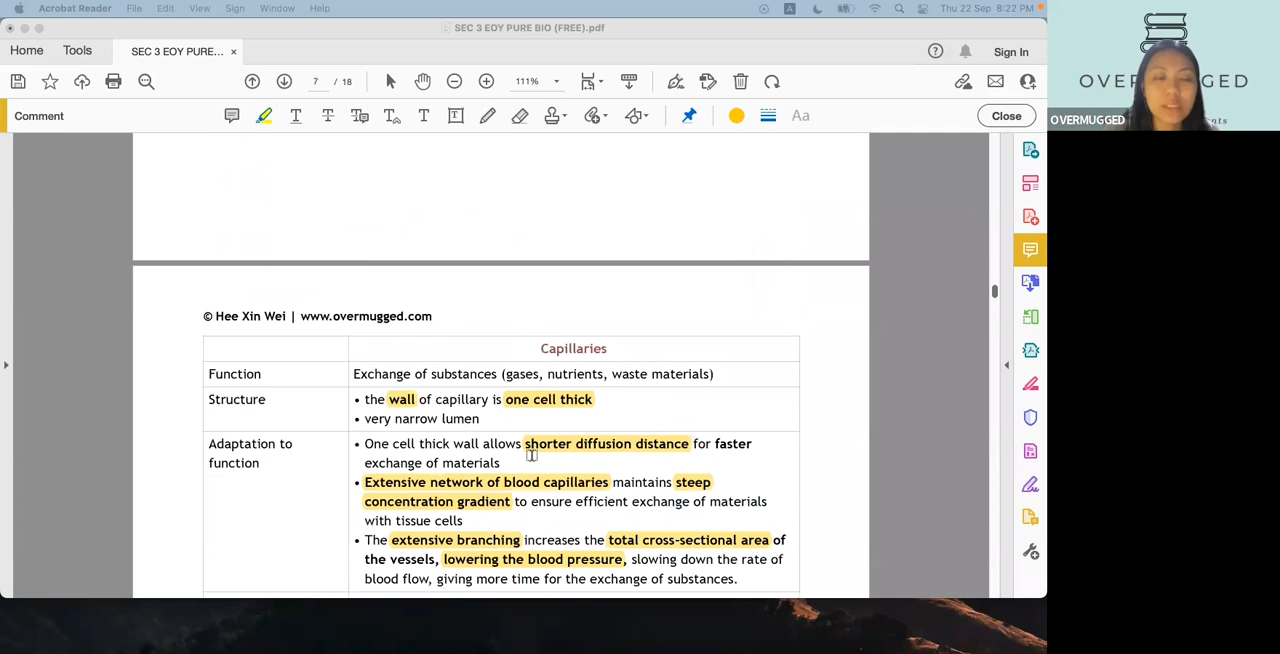 Acrobat Reader File Edit View Sign Window Help Thu 22 Sep 8:22 PM
SEC 3 EOY PURE BIO (FREE).pdf
Home Tools SEC 3 EOY PURE... × Sign In
7 / 18 111%
Comment Aa Close
OVERMUGGED
OVERMUGGED
© Hee Xin Wei | www.overmugged.com
Capillaries
Function Exchange of substances (gases, nutrients, waste materials)
Structure • the wall of capillary is one cell thick
• very narrow lumen
Adaptation to • One cell thick wall allows shorter diffusion distance for faster
function exchange of materials
• Extensive network of blood capillaries maintains steep
concentration gradient to ensure efficient exchange of materials
with tissue cells
• The extensive branching increases the total cross-sectional area of
the vessels, lowering the blood pressure, slowing down the rate of
blood flow, giving more time for the exchange of substances.